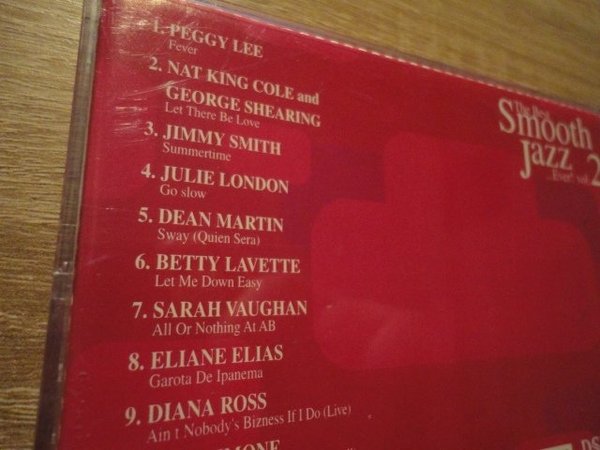 1. PEGGY LEE
Fever
2. NAT KING COLE and
GEORGE SHEARING
Let There Be Love
3. JIMMY SMITH
Summertime
4. JULIE LONDON
Go slow
5. DEAN MARTIN
Sway (Quien Sera)
6. BETTY LAVETTE
Let Me Down Easy
7. SARAH VAUGHAN
All Or Nothing At AB
8. ELIANE ELIAS
Garota De Ipanema
9. DIANA ROSS
Ain t Nobody's Bizness If I Do (Live)
The Best
Smooth
Jazz
...Ever! vol.2